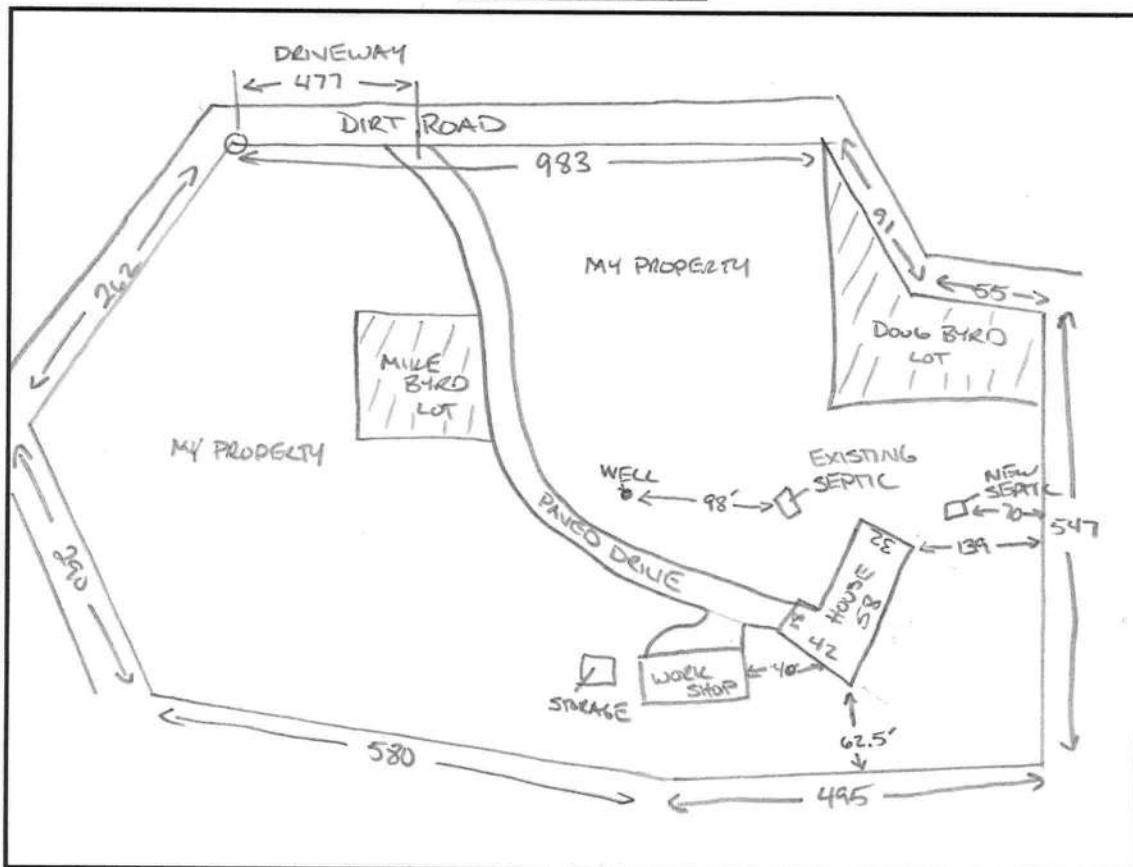 DRIVEWAY
477
DIRT ROAD
983
91
55
262
MY PROPERTY
MIKE
BYRD
LOT
DOUG BYRD
LOT
MY PROPERTY
WELL
98'
EXISTING
SEPTIC
NEW
SEPTIC
70
547
32
139
HOUSE
58
PAVED DRIVE
290
42
40'
WORK
SHOP
STORAGE
62.5'
580
495